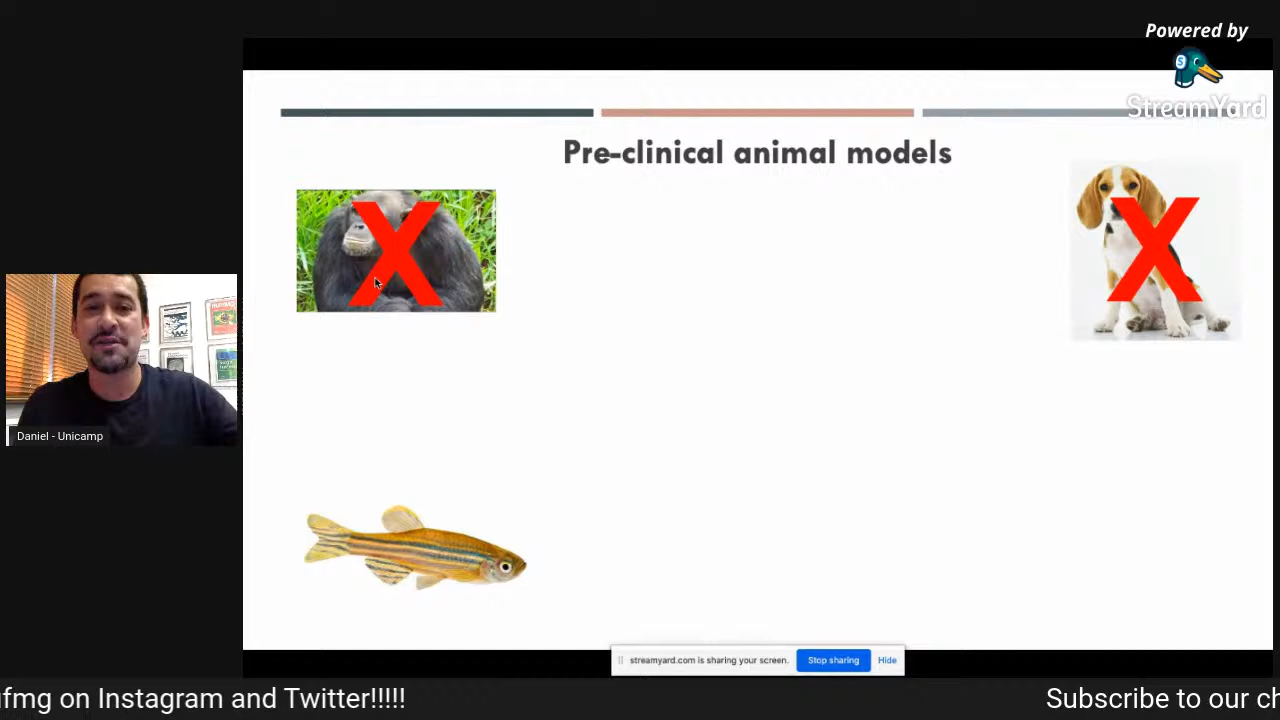 Powered by
StreamYard
Pre-clinical animal models
X
X
Daniel - Unicamp
streamyard.com is sharing your screen.
Stop sharing
Hide
ufmg on Instagram and Twitter!!!!!
Subscribe to our ch